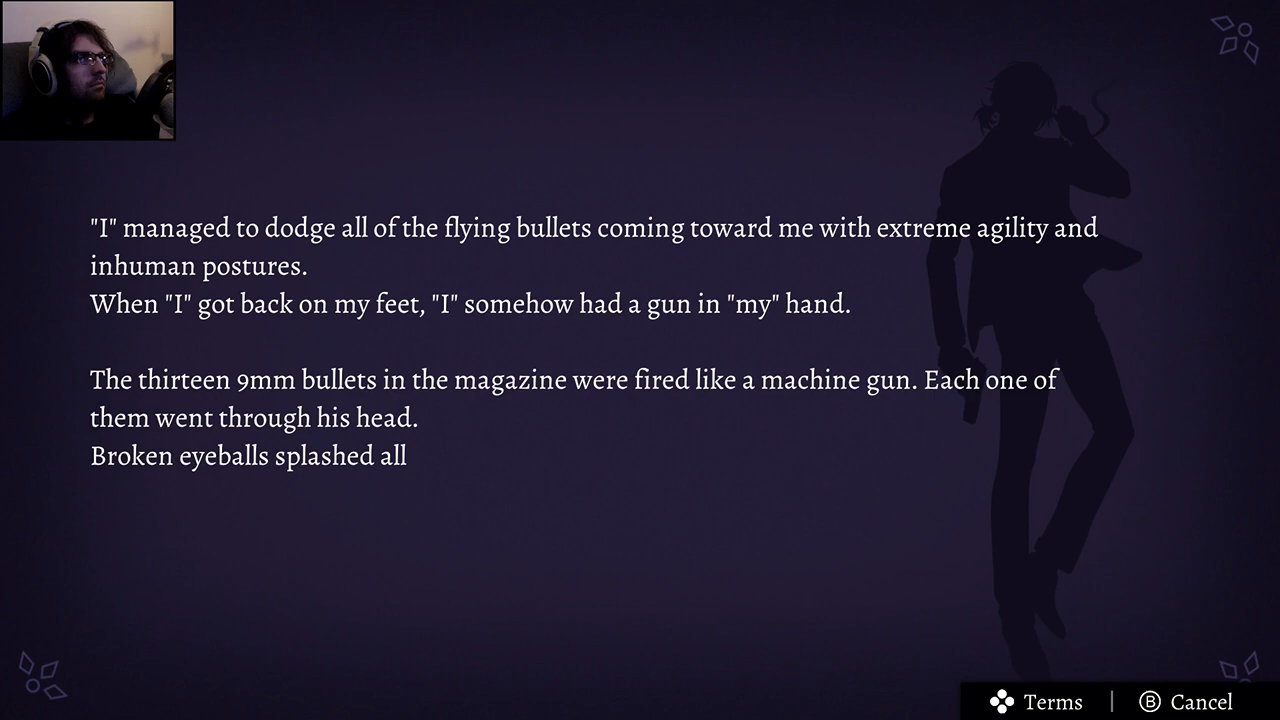 "I" managed to dodge all of the flying bullets coming toward me with extreme agility and
inhuman postures.
When "I" got back on my feet, "I" somehow had a gun in "my" hand.
The thirteen 9mm bullets in the magazine were fired like a machine gun. Each one of
them went through his head.
Broken eyeballs splashed all
Terms | B Cancel